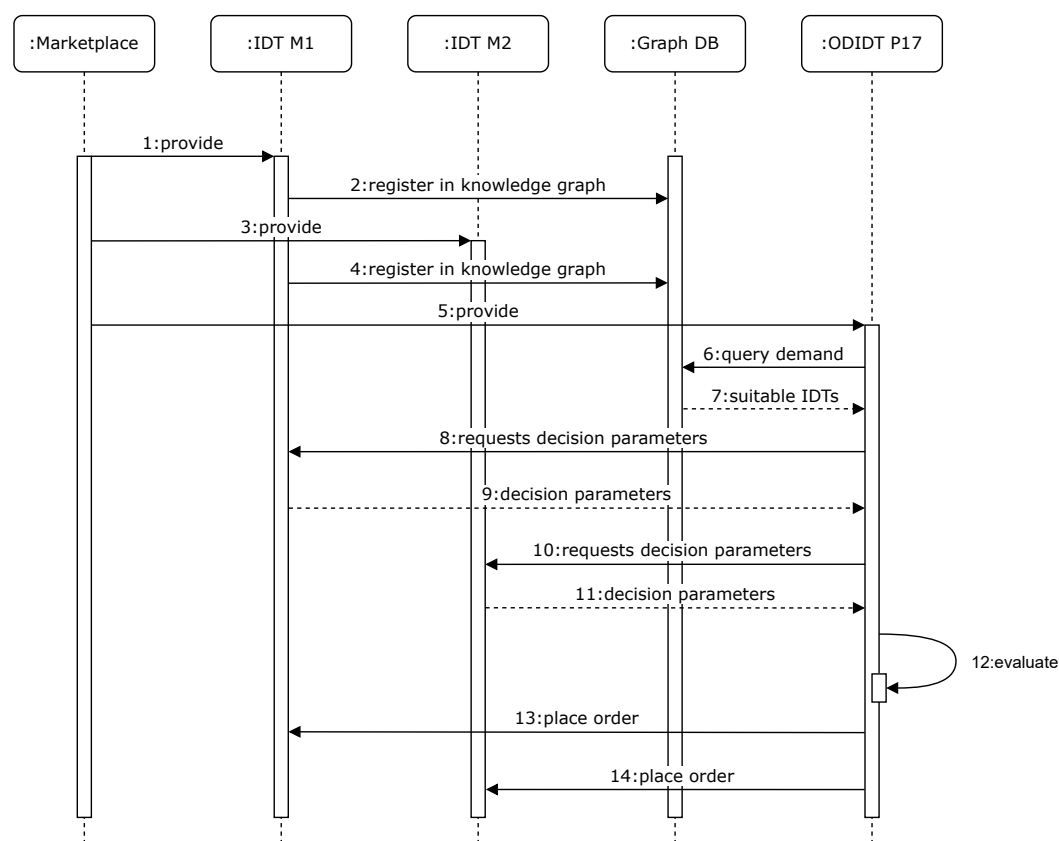 :Marketplace
:IDT M1
:IDT M2
:Graph DB
:ODIDT P17
1:provide
2:register in knowledge graph
3:provide
4:register in knowledge graph
5:provide
6:query demand
7:suitable IDTs
8:requests decision parameters
9:decision parameters
10:requests decision parameters
11:decision parameters
12:evaluate
13:place order
14:place order